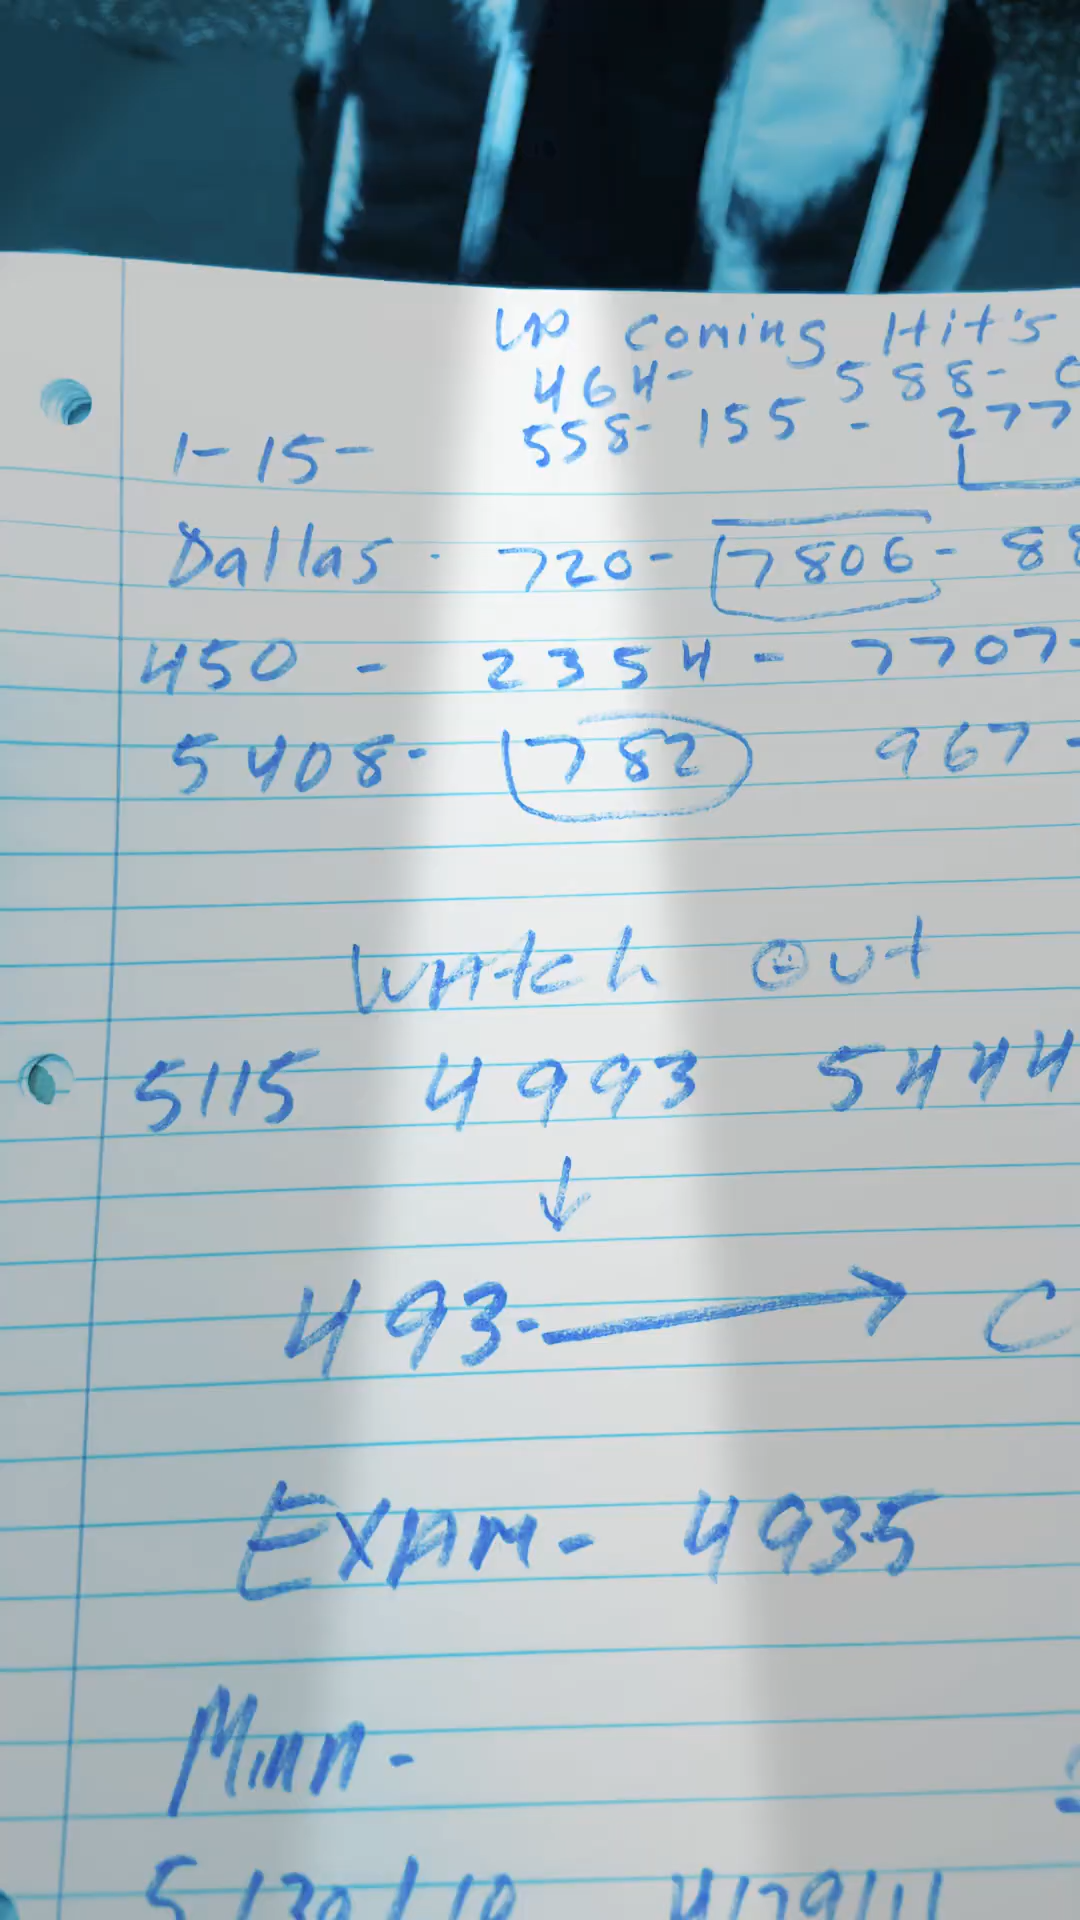 Up Coming Hit's
464- 588-
1-15- 558- 155 - 277
Dallas - 720- 7806- 88
450 - 2354 - 7707-
5408- 782 967-
Watch Out
5115 4993 5444
↓
493- → C
EXAM- 4935
Minn-